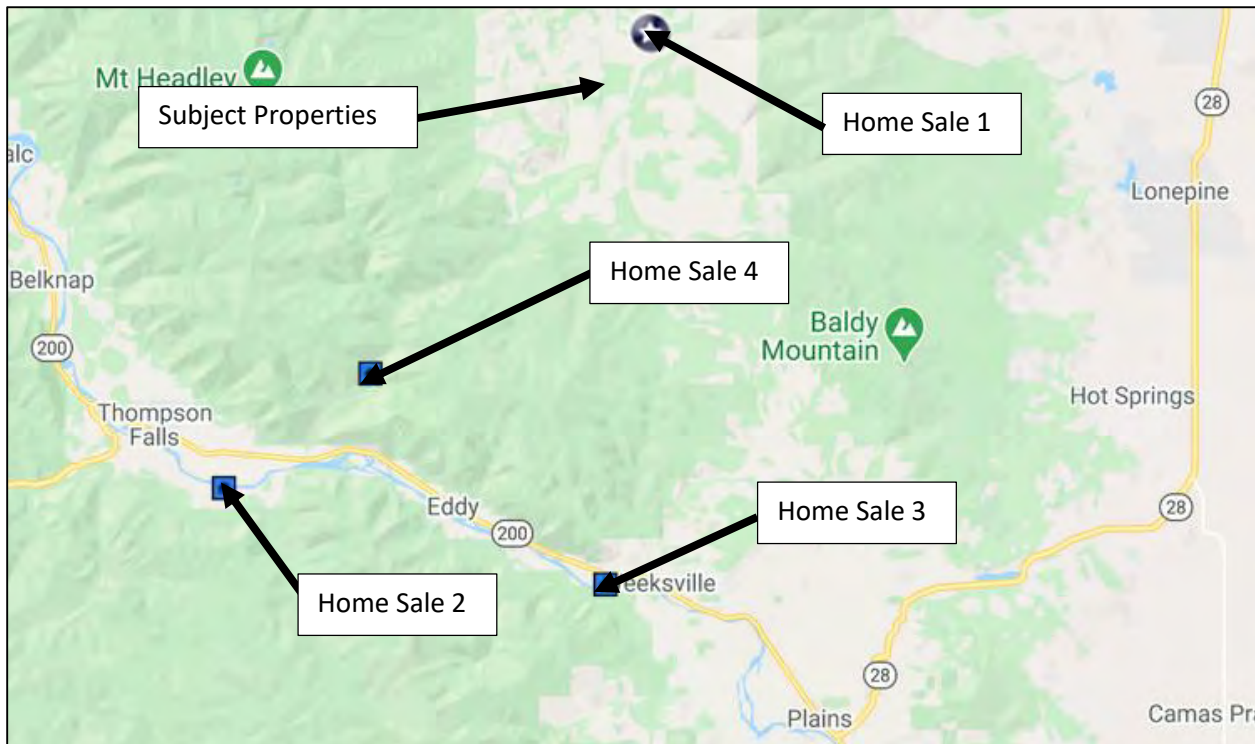 Mt Headley
Subject Properties
Home Sale 1
28
alc
Lonepine
Belknap
Home Sale 4
200
Baldy
Mountain
Hot Springs
Thompson
Falls
Eddy
200
Home Sale 3
28
Home Sale 2
eeksville
28
Plains
Camas Pra